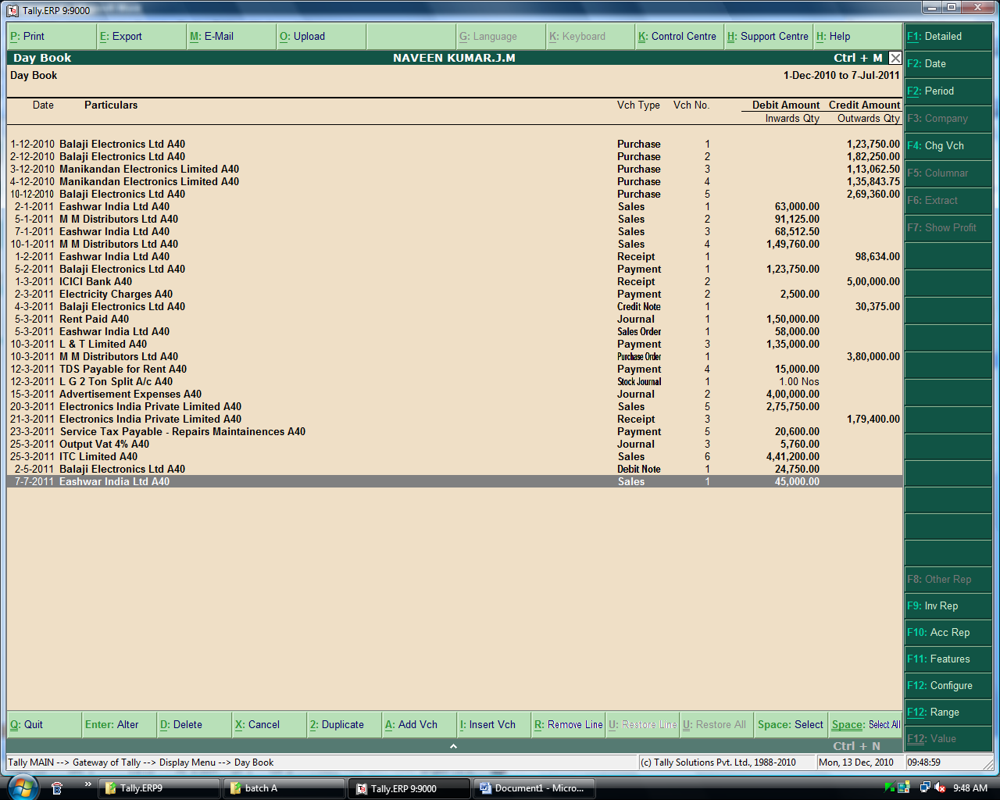 Tally.ERP 9:9000
P: Print E: Export M: E-Mail O: Upload G: Language K: Keyboard K: Control Centre H: Support Centre H: Help
Day Book NAVEEN KUMAR.J.M Ctrl + M
Day Book 1-Dec-2010 to 7-Jul-2011
Date Particulars Vch Type Vch No. Debit Amount Credit Amount
Inwards Qty Outwards Qty
1-12-2010 Balaji Electronics Ltd A40 Purchase 1 1,23,750.00
2-12-2010 Balaji Electronics Ltd A40 Purchase 2 1,82,250.00
3-12-2010 Manikandan Electronics Limited A40 Purchase 3 1,13,062.50
4-12-2010 Manikandan Electronics Limited A40 Purchase 4 1,35,843.75
10-12-2010 Balaji Electronics Ltd A40 Purchase 5 2,69,360.00
2-1-2011 Eashwar India Ltd A40 Sales 1 63,000.00
5-1-2011 M M Distributors Ltd A40 Sales 2 91,125.00
7-1-2011 Eashwar India Ltd A40 Sales 3 68,512.50
10-1-2011 M M Distributors Ltd A40 Sales 4 1,49,760.00
1-2-2011 Eashwar India Ltd A40 Receipt 1 98,634.00
5-2-2011 Balaji Electronics Ltd A40 Payment 1 1,23,750.00
1-3-2011 ICICI Bank A40 Receipt 2 5,00,000.00
2-3-2011 Electricity Charges A40 Payment 2 2,500.00
4-3-2011 Balaji Electronics Ltd A40 Credit Note 1 30,375.00
5-3-2011 Rent Paid A40 Journal 1 1,50,000.00
5-3-2011 Eashwar India Ltd A40 Sales Order 1 58,000.00
10-3-2011 L & T Limited A40 Payment 3 1,35,000.00
10-3-2011 M M Distributors Ltd A40 Purchase Order 1 3,80,000.00
12-3-2011 TDS Payable for Rent A40 Payment 4 15,000.00
12-3-2011 L G 2 Ton Split A/c A40 Stock Journal 1 1.00 Nos
15-3-2011 Advertisement Expenses A40 Journal 2 4,00,000.00
20-3-2011 Electronics India Private Limited A40 Sales 5 2,75,750.00
21-3-2011 Electronics India Private Limited A40 Receipt 3 1,79,400.00
23-3-2011 Service Tax Payable - Repairs Maintainences A40 Payment 5 20,600.00
25-3-2011 Output Vat 4% A40 Journal 3 5,760.00
25-3-2011 ITC Limited A40 Sales 6 4,41,200.00
2-5-2011 Balaji Electronics Ltd A40 Debit Note 1 24,750.00
7-7-2011 Eashwar India Ltd A40 Sales 1 45,000.00
F1: Detailed
F2: Date
F2: Period
F3: Company
F4: Chg Vch
F5: Columnar
F6: Extract
F7: Show Profit
F8: Other Rep
F9: Inv Rep
F10: Acc Rep
F11: Features
F12: Configure
F12: Range
F12: Value
Q: Quit Enter: Alter D: Delete X: Cancel 2: Duplicate A: Add Vch I: Insert Vch R: Remove Line U: Restore Line U: Restore All Space: Select Space: Select All
Ctrl + N
Tally MAIN --> Gateway of Tally --> Display Menu --> Day Book (c) Tally Solutions Pvt. Ltd., 1988-2010 Mon, 13 Dec, 2010 09:48:59
Tally.ERP9 batch A Tally.ERP 9:9000 Document1 - Micro... 9:48 AM